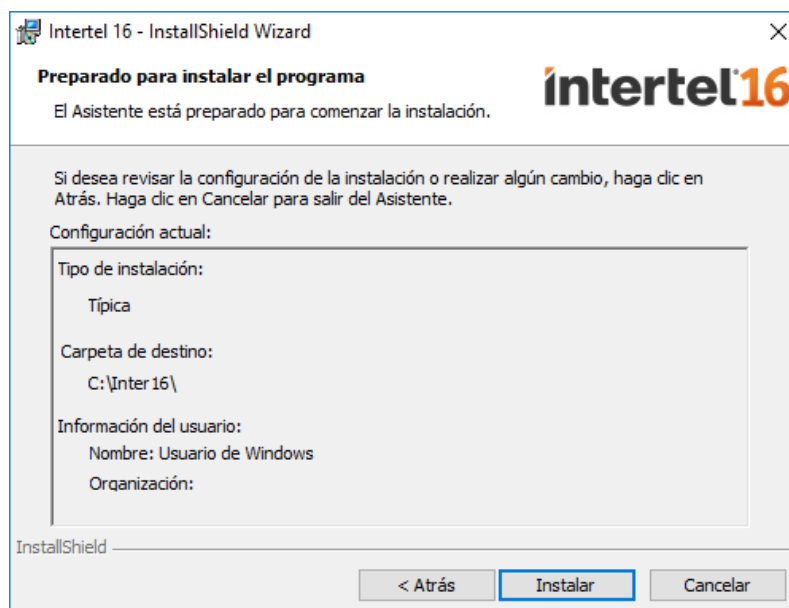 Intertel 16 - InstallShield Wizard
Preparado para instalar el programa
El Asistente está preparado para comenzar la instalación.
íntertel 16
Si desea revisar la configuración de la instalación o realizar algún cambio, haga clic en
Atrás. Haga clic en Cancelar para salir del Asistente.
Configuración actual:
Tipo de instalación:
Típica
Carpeta de destino:
C:\Inter16\
Información del usuario:
Nombre: Usuario de Windows
Organización:
InstallShield
< Atrás
Instalar
Cancelar